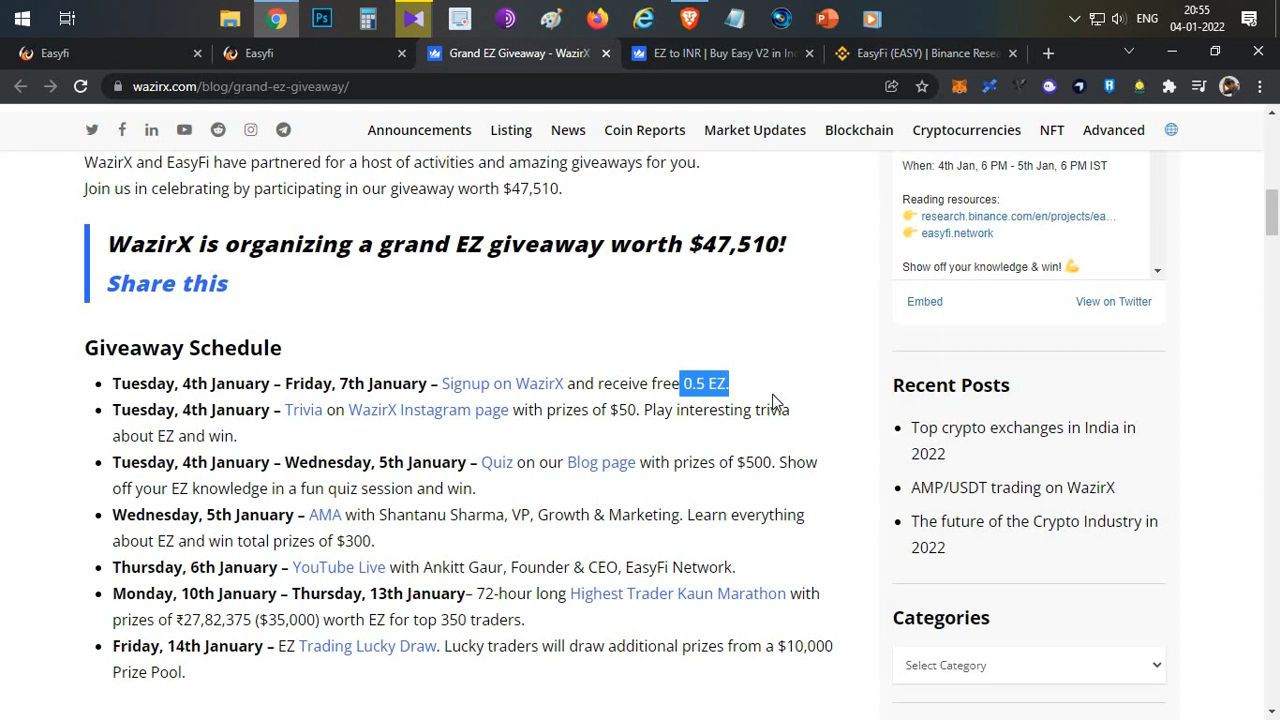 20:55
ENG
04-01-2022
Easyfi
Easyfi
Grand EZ Giveaway - WazirX
EZ to INR | Buy Easy V2 in In
EasyFi (EASY) | Binance Rese
wazirx.com/blog/grand-ez-giveaway/
Announcements Listing News Coin Reports Market Updates Blockchain Cryptocurrencies NFT Advanced
WazirX and EasyFi have partnered for a host of activities and amazing giveaways for you.
Join us in celebrating by participating in our giveaway worth $47,510.
WazirX is organizing a grand EZ giveaway worth $47,510!
Share this
Giveaway Schedule
• Tuesday, 4th January – Friday, 7th January – Signup on WazirX and receive free 0.5 EZ.
• Tuesday, 4th January – Trivia on WazirX Instagram page with prizes of $50. Play interesting trivia
about EZ and win.
• Tuesday, 4th January – Wednesday, 5th January – Quiz on our Blog page with prizes of $500. Show
off your EZ knowledge in a fun quiz session and win.
• Wednesday, 5th January – AMA with Shantanu Sharma, VP, Growth & Marketing. Learn everything
about EZ and win total prizes of $300.
• Thursday, 6th January – YouTube Live with Ankitt Gaur, Founder & CEO, EasyFi Network.
• Monday, 10th January – Thursday, 13th January– 72-hour long Highest Trader Kaun Marathon with
prizes of ₹27,82,375 ($35,000) worth EZ for top 350 traders.
• Friday, 14th January – EZ Trading Lucky Draw. Lucky traders will draw additional prizes from a $10,000
Prize Pool.
When: 4th Jan, 6 PM - 5th Jan, 6 PM IST
Reading resources:
👉 research.binance.com/en/projects/ea…
👉 easyfi.network
Show off your knowledge & win! 💪
Embed View on Twitter
Recent Posts
• Top crypto exchanges in India in
2022
• AMP/USDT trading on WazirX
• The future of the Crypto Industry in
2022
Categories
Select Category